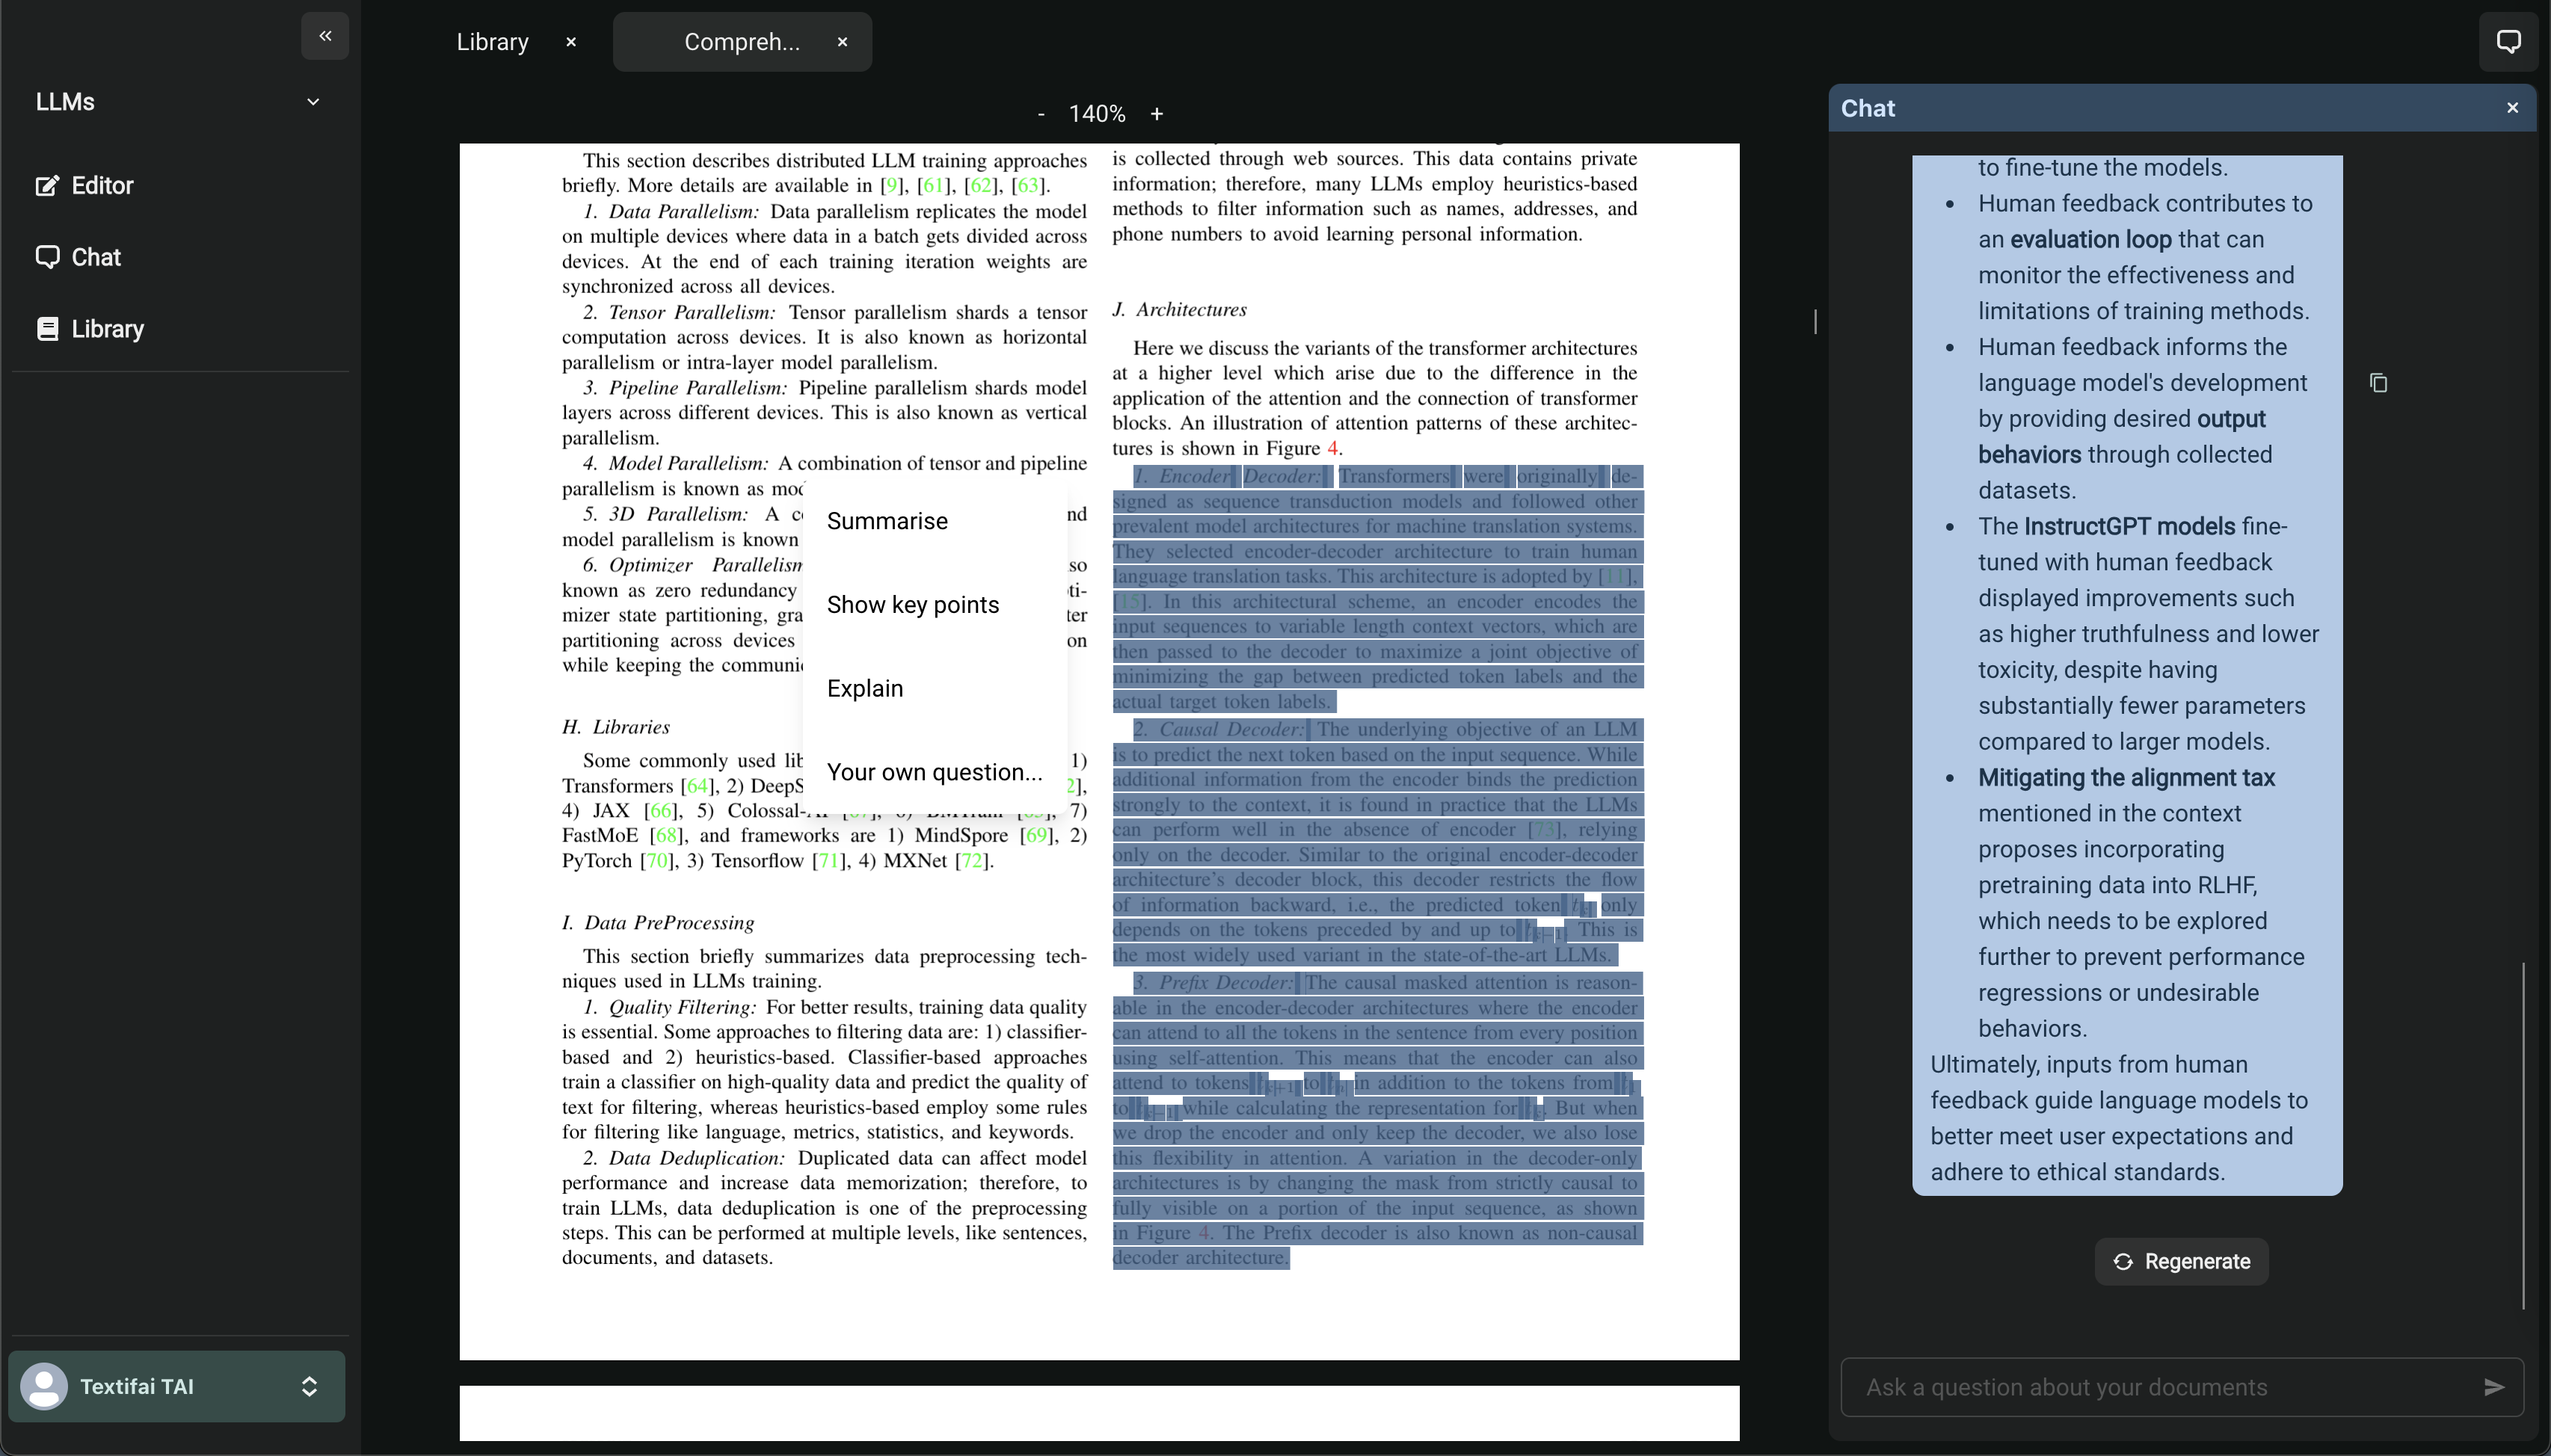 LLMs
Editor
Chat
Library
Textifai TAI
Library
Compreh...
- 140% +
This section describes distributed LLM training approaches
briefly. More details are available in [9], [61], [62], [63].
1. Data Parallelism: Data parallelism replicates the model
on multiple devices where data in a batch gets divided across
devices. At the end of each training iteration weights are
synchronized across all devices.
2. Tensor Parallelism: Tensor parallelism shards a tensor
computation across devices. It is also known as horizontal
parallelism or intra-layer model parallelism.
3. Pipeline Parallelism: Pipeline parallelism shards model
layers across different devices. This is also known as vertical
parallelism.
4. Model Parallelism: A combination of tensor and pipeline
parallelism is known as
5. 3D Parallelism: A
model parallelism is known
6. Optimizer
known as zero redundancy
mizer state partitioning,
partitioning across devices
while keeping the
H. Libraries
Some commonly used 1)
Transformers [64], 2)
4) JAX [66], 5) 7)
FastMoE [68], and frameworks are 1) MindSpore [69], 2)
PyTorch [70], 3) Tensorflow [71], 4) MXNet [72].
I. Data PreProcessing
This section briefly summarizes data preprocessing tech-
niques used in LLMs training.
1. Quality Filtering: For better results, training data quality
is essential. Some approaches to filtering data are: 1) classifier-
based and 2) heuristics-based. Classifier-based approaches
train a classifier on high-quality data and predict the quality of
text for filtering, whereas heuristics-based employ some rules
for filtering like language, metrics, statistics, and keywords.
2. Data Deduplication: Duplicated data can affect model
performance and increase data memorization; therefore, to
train LLMs, data deduplication is one of the preprocessing
steps. This can be performed at multiple levels, like sentences,
documents, and datasets.
Summarise
Show key points
Explain
Your own question...
is collected through web sources. This data contains private
information; therefore, many LLMs employ heuristics-based
methods to filter information such as names, addresses, and
phone numbers to avoid learning personal information.
J. Architectures
Here we discuss the variants of the transformer architectures
at a higher level which arise due to the difference in the
application of the attention and the connection of transformer
blocks. An illustration of attention patterns of these architec-
tures is shown in Figure 4.
1. Encoder Decoder: Transformers were originally de-
signed as sequence transduction models and followed other
prevalent model architectures for machine translation systems.
They selected encoder-decoder architecture to train human
language translation tasks. This architecture is adopted by [11],
[15]. In this architectural scheme, an encoder encodes the
input sequences to variable length context vectors, which are
then passed to the decoder to maximize a joint objective of
minimizing the gap between predicted token labels and the
actual target token labels.
2. Causal Decoder: The underlying objective of an LLM
is to predict the next token based on the input sequence. While
additional information from the encoder binds the prediction
strongly to the context, it is found in practice that the LLMs
can perform well in the absence of encoder [73], relying
only on the decoder. Similar to the original encoder-decoder
architecture's decoder block, this decoder restricts the flow
of information backward, i.e., the predicted token only
depends on the tokens preceded by and up to This is
the most widely used variant in the state-of-the-art LLMs.
3. Prefix Decoder: The causal masked attention is reason-
able in the encoder-decoder architectures where the encoder
can attend to all the tokens in the sentence from every position
using self-attention. This means that the encoder can also
attend to tokens to in addition to the tokens from
to while calculating the representation for . But when
we drop the encoder and only keep the decoder, we also lose
this flexibility in attention. A variation in the decoder-only
architectures is by changing the mask from strictly causal to
fully visible on a portion of the input sequence, as shown
in Figure 4. The Prefix decoder is also known as non-causal
decoder architecture.
Chat
to fine-tune the models.
• Human feedback contributes to
an evaluation loop that can
monitor the effectiveness and
limitations of training methods.
• Human feedback informs the
language model's development
by providing desired output
behaviors through collected
datasets.
• The InstructGPT models fine-
tuned with human feedback
displayed improvements such
as higher truthfulness and lower
toxicity, despite having
substantially fewer parameters
compared to larger models.
• Mitigating the alignment tax
mentioned in the context
proposes incorporating
pretraining data into RLHF,
which needs to be explored
further to prevent performance
regressions or undesirable
behaviors.
Ultimately, inputs from human
feedback guide language models to
better meet user expectations and
adhere to ethical standards.
Regenerate
Ask a question about your documents